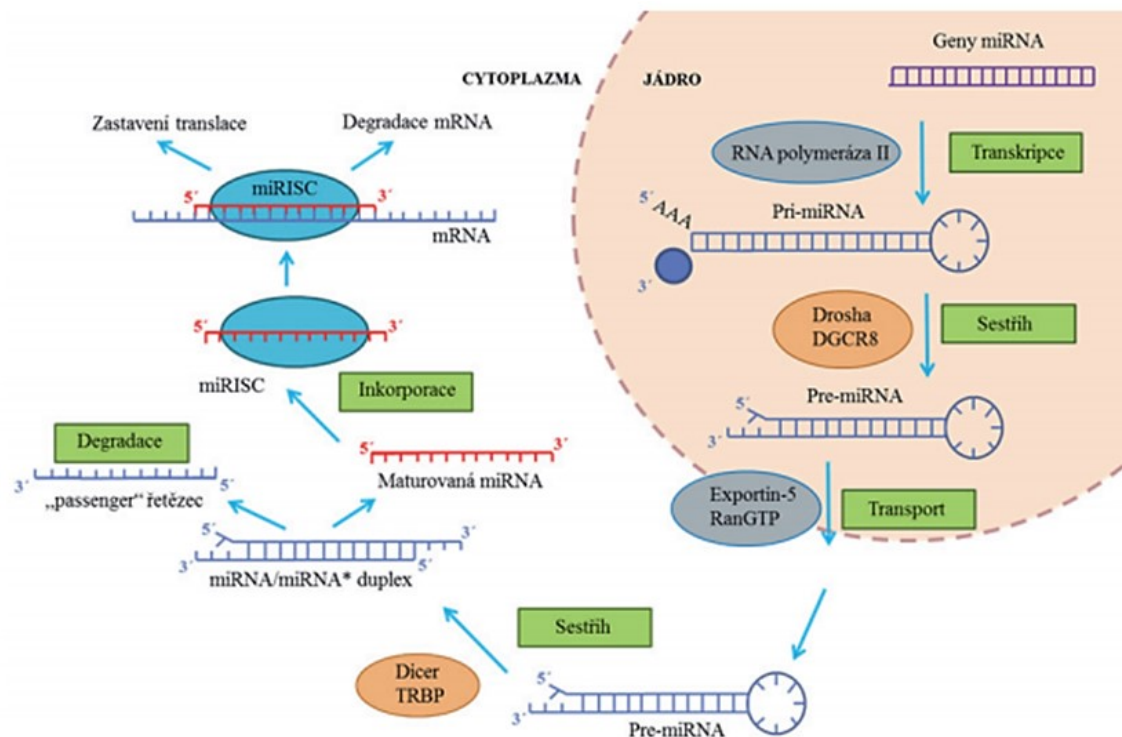 Geny miRNA
CYTOPLAZMA
JÁDRO
Zastavení translace
Degradace mRNA
RNA polymeráza II
Transkripce
5´
AAA
Pri-miRNA
3´
miRISC
5´
3´
mRNA
Drosha
DGCR8
Sestřih
5´
3´
miRISC
Inkorporace
Pre-miRNA
5´
3´
Degradace
3´
5´
„passenger“ řetězec
5´
3´
Maturovaná miRNA
Exportin-5
RanGTP
Transport
5´
3´
3´
5´
miRNA/miRNA* duplex
Sestřih
Dicer
TRBP
5´
3´
Pre-miRNA